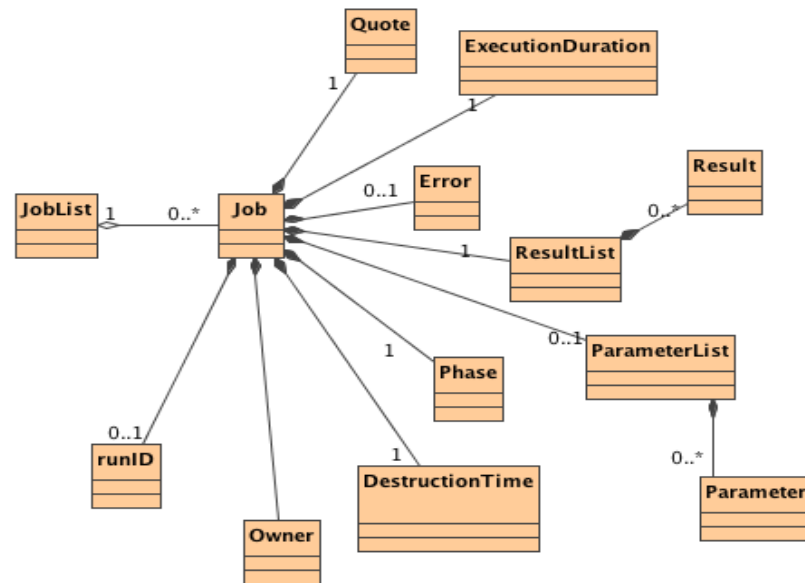 Quote
ExecutionDuration
1
1
Result
Error
0..1
JobList
1
0..*
Job
0..*
1
ResultList
0..1
ParameterList
1
Phase
0..1
runID
1
DestructionTime
0..*
Parameter
Owner